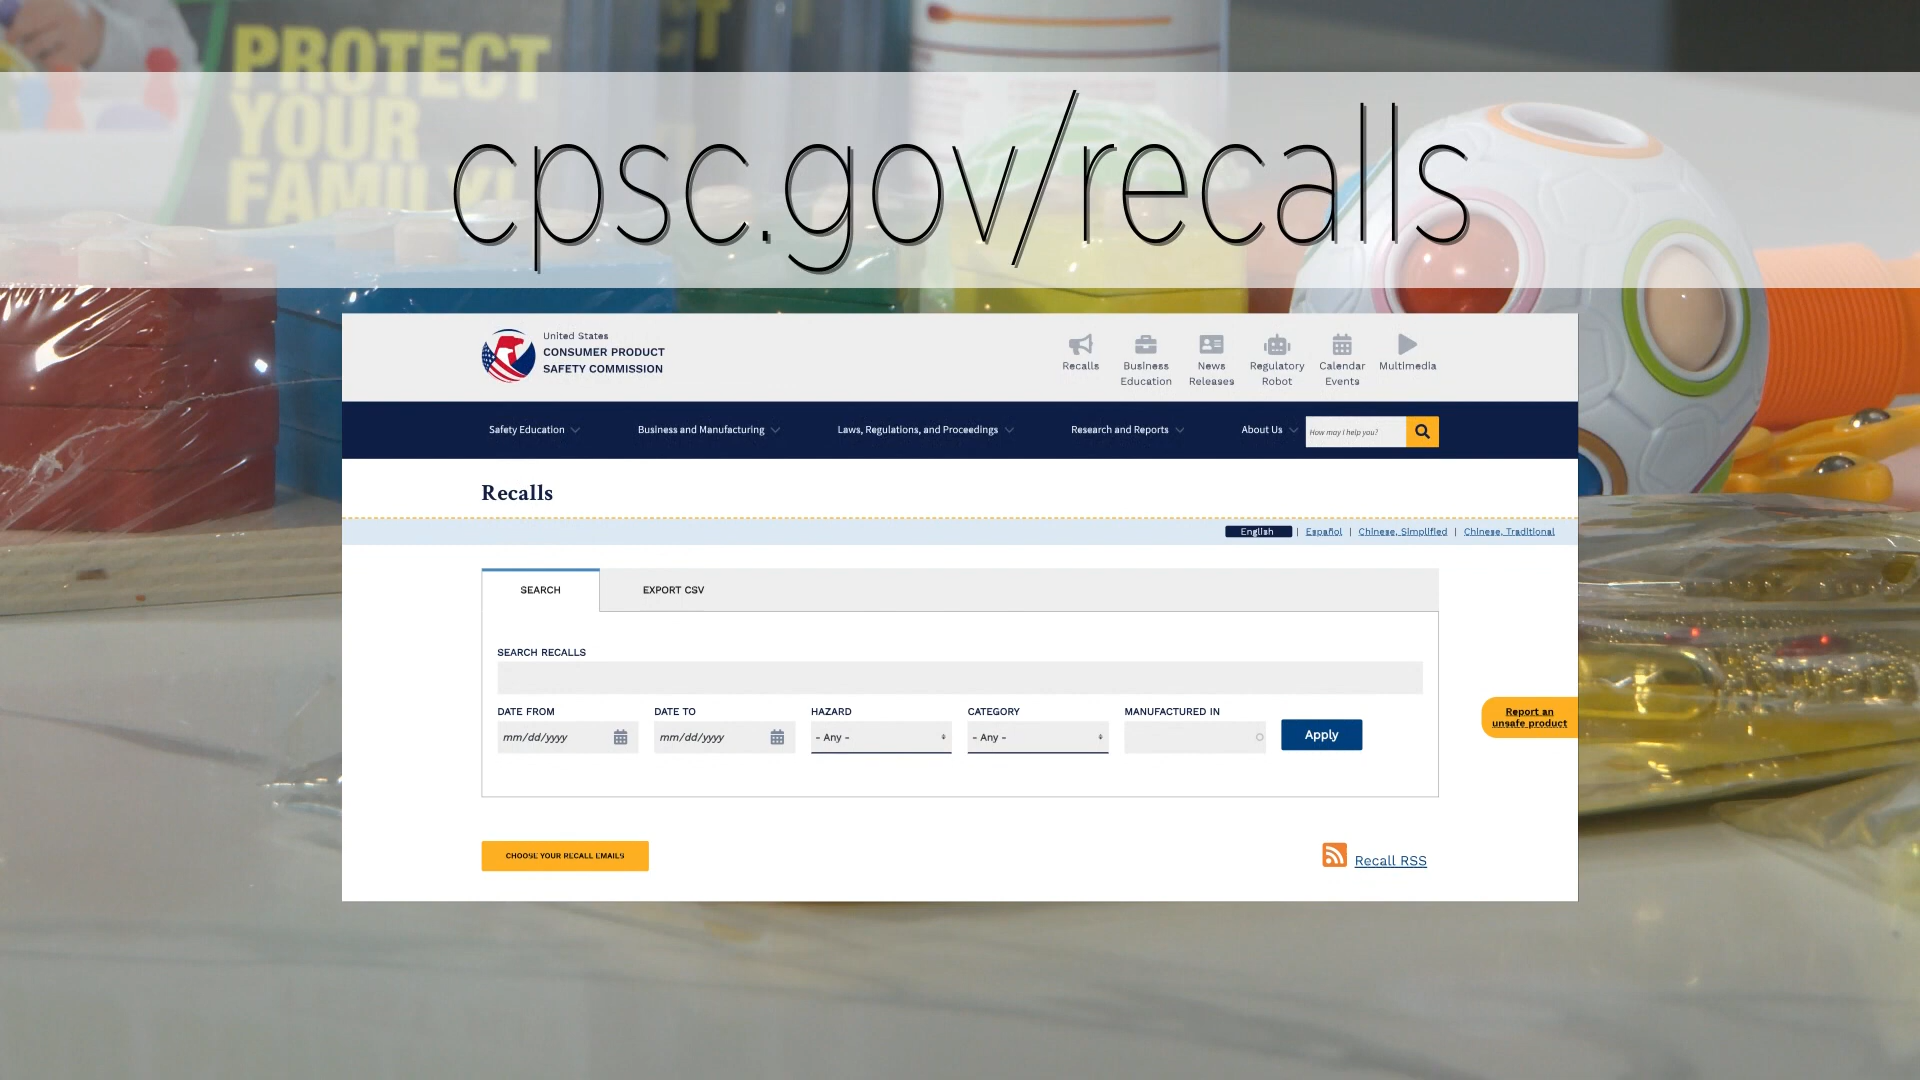 PROTECT
YOUR
FAMILY!
cpsc.gov/recalls
United States
CONSUMER PRODUCT
SAFETY COMMISSION
Recalls
Business
Education
News
Releases
Regulatory
Robot
Calendar
Events
Multimedia
Safety Education
Business and Manufacturing
Laws, Regulations, and Proceedings
Research and Reports
About Us
How may I help you?
Recalls
English | Español | Chinese, Simplified | Chinese, Traditional
SEARCH
EXPORT CSV
SEARCH RECALLS
DATE FROM
DATE TO
HAZARD
CATEGORY
MANUFACTURED IN
mm/dd/yyyy
mm/dd/yyyy
- Any -
- Any -
Apply
Report an
unsafe product
CHOOSE YOUR RECALL EMAILS
Recall RSS